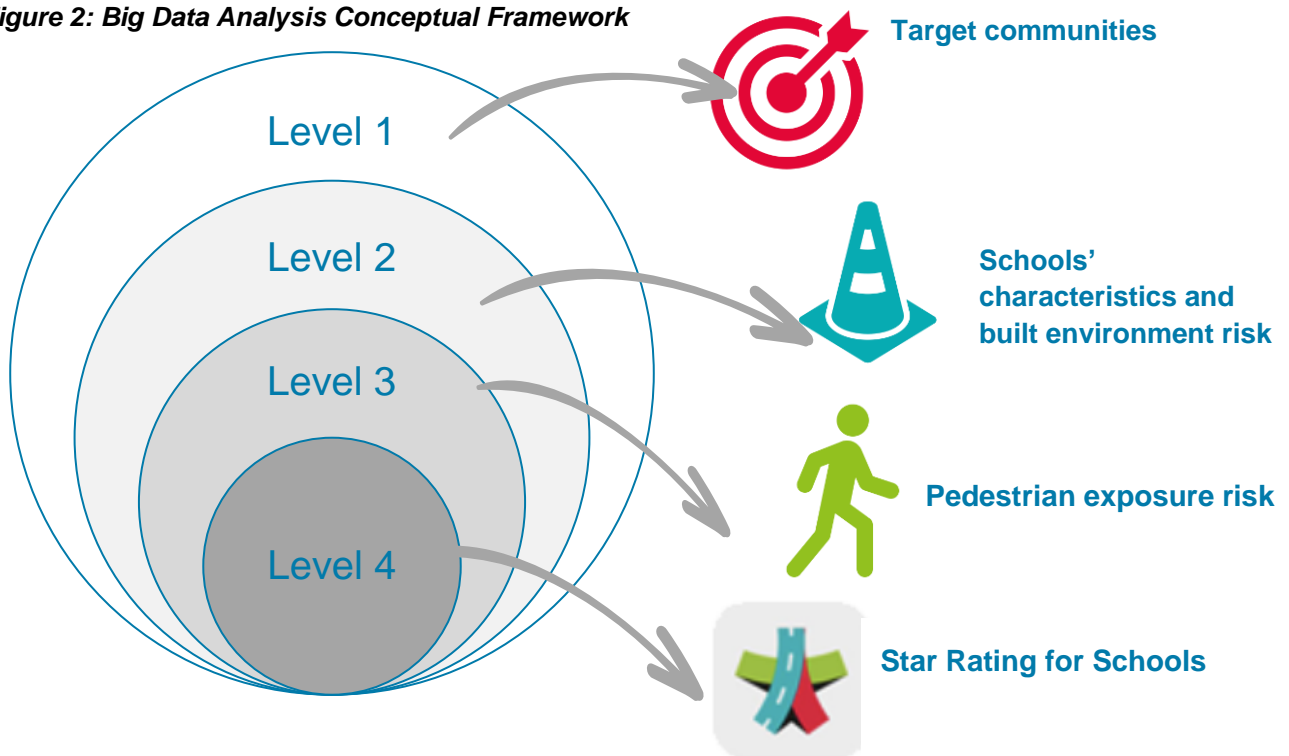 igure 2: Big Data Analysis Conceptual Framework
Target communities
Level 1
Level 2
Schools’
characteristics and
built environment risk
Level 3
Pedestrian exposure risk
Level 4
Star Rating for Schools